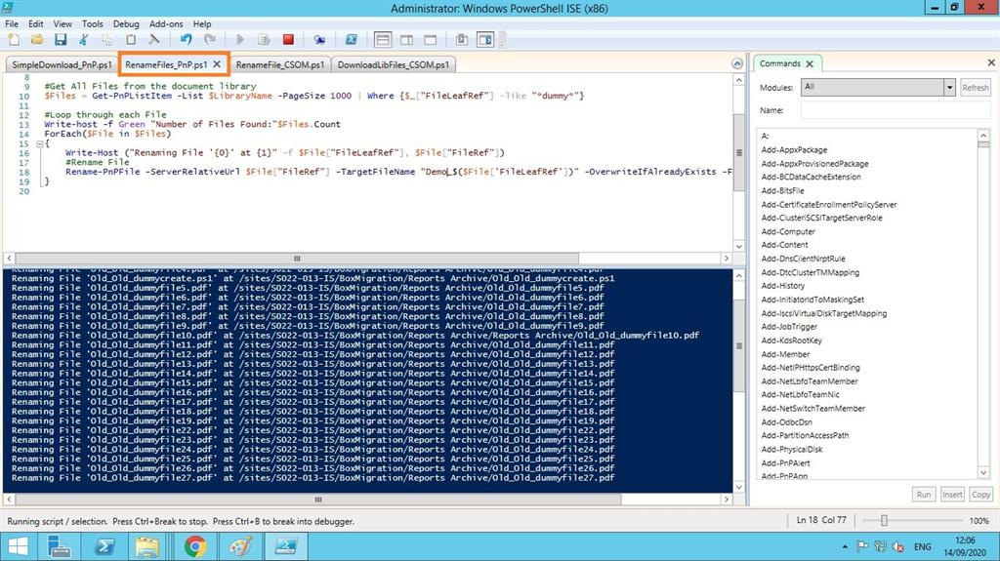 Administrator: Windows PowerShell ISE (x86)
File Edit View Tools Debug Add-ons Help
SimpleDownload_PnP.ps1 RenameFiles_PnP.ps1 X RenameFile_CSOM.ps1 DownloadLibFiles_CSOM.ps1
8
9 #Get All Files from the document library
10 $Files = Get-PnPListItem -List $LibraryName -PageSize 1000 | Where {$_["FileLeafRef"] -like "*dummy*"}
11
12 #Loop through each File
13 Write-host -f Green "Number of Files Found:"$Files.Count
14 ForEach($File in $Files)
15 {
16 Write-Host ("Renaming File '{0}' at {1}" -f $File["FileLeafRef"], $File["FileRef"])
17 #Rename File
18 Rename-PnPFile -ServerRelativeUrl $File["FileRef"] -TargetFileName "Demo_$($File['FileLeafRef'])" -OverwriteIfAlreadyExists -F
19 }
20
Renaming File 'Old_Old_dummyfile4.pdf' at /sites/S022-013-IS/BoxMigration/Reports Archive/Old_Old_dummyfile4.pdf
Renaming File 'Old_Old_dummycreate.ps1' at /sites/S022-013-IS/BoxMigration/Reports Archive/Old_Old_dummycreate.ps1
Renaming File 'Old_Old_dummyfile5.pdf' at /sites/S022-013-IS/BoxMigration/Reports Archive/Old_Old_dummyfile5.pdf
Renaming File 'Old_Old_dummyfile6.pdf' at /sites/S022-013-IS/BoxMigration/Reports Archive/Old_Old_dummyfile6.pdf
Renaming File 'Old_Old_dummyfile7.pdf' at /sites/S022-013-IS/BoxMigration/Reports Archive/Old_Old_dummyfile7.pdf
Renaming File 'Old_Old_dummyfile8.pdf' at /sites/S022-013-IS/BoxMigration/Reports Archive/Old_Old_dummyfile8.pdf
Renaming File 'Old_Old_dummyfile9.pdf' at /sites/S022-013-IS/BoxMigration/Reports Archive/Old_Old_dummyfile9.pdf
Renaming File 'Old_Old_dummyfile10.pdf' at /sites/S022-013-IS/BoxMigration/Reports Archive/Reports Archive/Old_Old_dummyfile10.pdf
Renaming File 'Old_Old_dummyfile11.pdf' at /sites/S022-013-IS/BoxMigration/Reports Archive/Old_Old_dummyfile11.pdf
Renaming File 'Old_Old_dummyfile12.pdf' at /sites/S022-013-IS/BoxMigration/Reports Archive/Old_Old_dummyfile12.pdf
Renaming File 'Old_Old_dummyfile13.pdf' at /sites/S022-013-IS/BoxMigration/Reports Archive/Old_Old_dummyfile13.pdf
Renaming File 'Old_Old_dummyfile14.pdf' at /sites/S022-013-IS/BoxMigration/Reports Archive/Old_Old_dummyfile14.pdf
Renaming File 'Old_Old_dummyfile15.pdf' at /sites/S022-013-IS/BoxMigration/Reports Archive/Old_Old_dummyfile15.pdf
Renaming File 'Old_Old_dummyfile16.pdf' at /sites/S022-013-IS/BoxMigration/Reports Archive/Old_Old_dummyfile16.pdf
Renaming File 'Old_Old_dummyfile17.pdf' at /sites/S022-013-IS/BoxMigration/Reports Archive/Old_Old_dummyfile17.pdf
Renaming File 'Old_Old_dummyfile18.pdf' at /sites/S022-013-IS/BoxMigration/Reports Archive/Old_Old_dummyfile18.pdf
Renaming File 'Old_Old_dummyfile19.pdf' at /sites/S022-013-IS/BoxMigration/Reports Archive/Old_Old_dummyfile19.pdf
Renaming File 'Old_Old_dummyfile22.pdf' at /sites/S022-013-IS/BoxMigration/Reports Archive/Old_Old_dummyfile22.pdf
Renaming File 'Old_Old_dummyfile23.pdf' at /sites/S022-013-IS/BoxMigration/Reports Archive/Old_Old_dummyfile23.pdf
Renaming File 'Old_Old_dummyfile24.pdf' at /sites/S022-013-IS/BoxMigration/Reports Archive/Old_Old_dummyfile24.pdf
Renaming File 'Old_Old_dummyfile25.pdf' at /sites/S022-013-IS/BoxMigration/Reports Archive/Old_Old_dummyfile25.pdf
Renaming File 'Old_Old_dummyfile26.pdf' at /sites/S022-013-IS/BoxMigration/Reports Archive/Old_Old_dummyfile26.pdf
Renaming File 'Old_Old_dummyfile27.pdf' at /sites/S022-013-IS/BoxMigration/Reports Archive/Old_Old_dummyfile27.pdf
Commands X
Modules: All Refresh
Name:
A:
Add-AppxPackage
Add-AppxProvisionedPackage
Add-BCDataCacheExtension
Add-BitsFile
Add-CertificateEnrollmentPolicyServer
Add-ClusteriSCSITargetServerRole
Add-Computer
Add-Content
Add-DnsClientNrptRule
Add-DtcClusterTMMapping
Add-History
Add-InitiatorIdToMaskingSet
Add-IscsiVirtualDiskTargetMapping
Add-JobTrigger
Add-KdsRootKey
Add-Member
Add-NetIPHttpsCertBinding
Add-NetLbfoTeamMember
Add-NetLbfoTeamNic
Add-NetSwitchTeamMember
Add-OdbcDsn
Add-PartitionAccessPath
Add-PhysicalDisk
Add-PnPAlert
Add-PnPApp
Run Insert Copy
Running script / selection. Press Ctrl+Break to stop. Press Ctrl+B to break into debugger.
Ln 18 Col 77 100%
ENG
12:06
14/09/2020